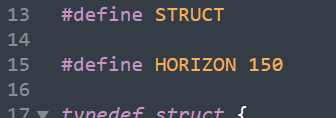 13 #define STRUCT
14
15 #define HORIZON 150
16
17 typedef struct {